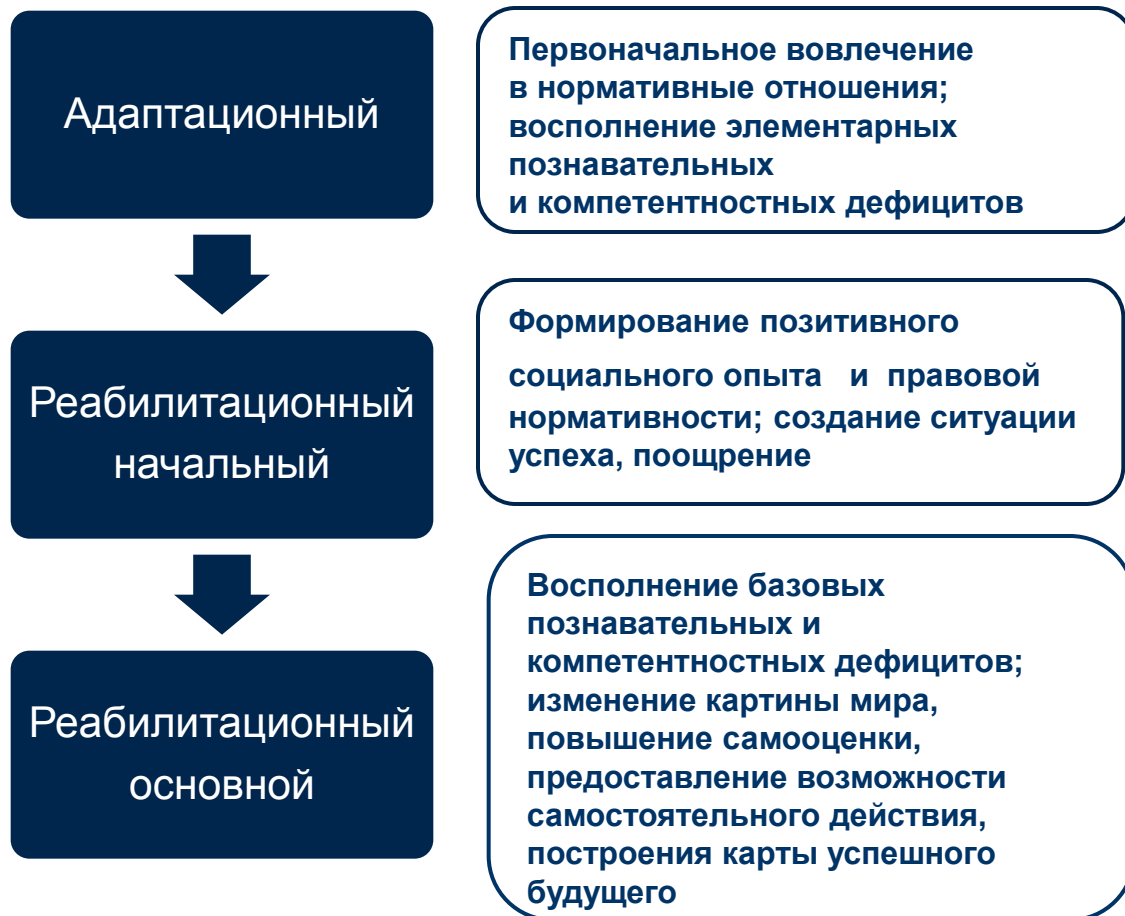 Адаптационный
Первоначальное вовлечение
в нормативные отношения;
восполнение элементарных
познавательных
и компетентностных дефицитов
Реабилитационный
начальный
Формирование позитивного
социального опыта и правовой
нормативности; создание ситуации
успеха, поощрение
Реабилитационный
основной
Восполнение базовых
познавательных и
компетентностных дефицитов;
изменение картины мира,
повышение самооценки,
предоставление возможности
самостоятельного действия,
построения карты успешного
будущего